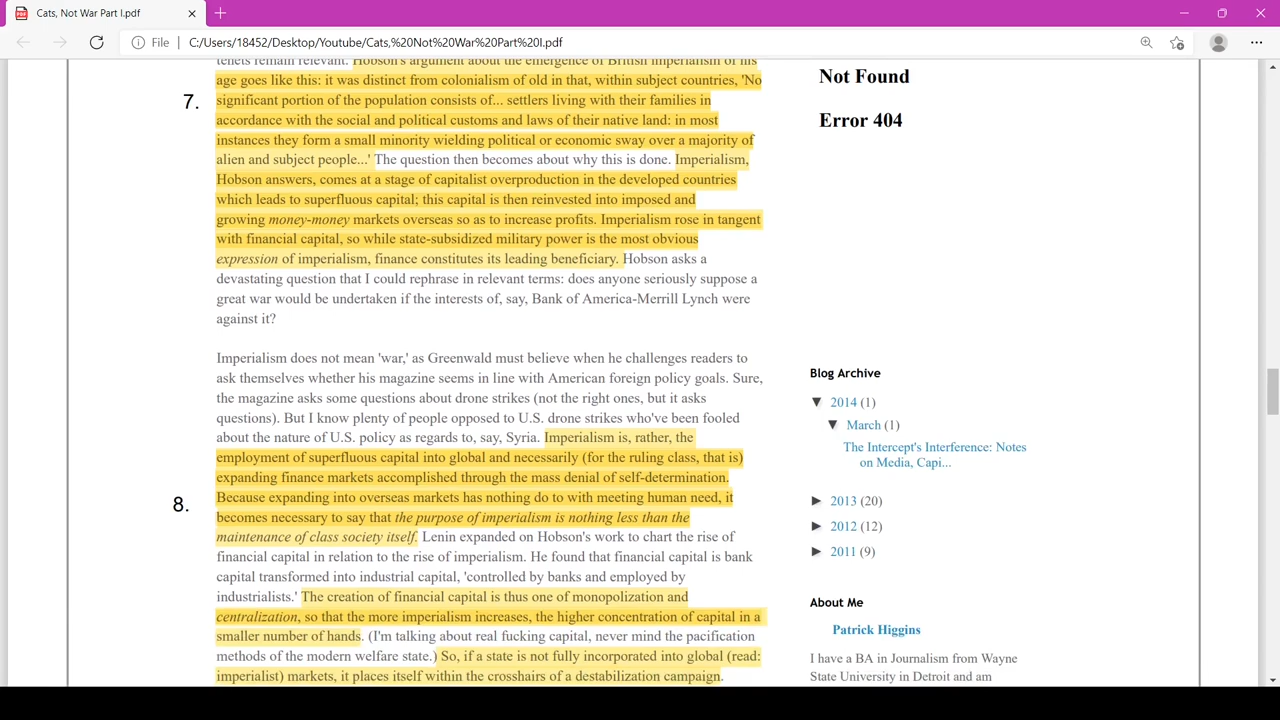 Cats, Not War Part I.pdf
File
C:/Users/18452/Desktop/Youtube/Cats,%20Not%20War%20Part%20I.pdf
tenets remain relevant. Hobson's argument about the emergence of British imperialism of his
7.
age goes like this: it was distinct from colonialism of old in that, within subject countries, 'No
significant portion of the population consists of... settlers living with their families in
accordance with the social and political customs and laws of their native land: in most
instances they form a small minority wielding political or economic sway over a majority of
alien and subject people...' The question then becomes about why this is done. Imperialism,
Hobson answers, comes at a stage of capitalist overproduction in the developed countries
which leads to superfluous capital; this capital is then reinvested into imposed and
growing money-money markets overseas so as to increase profits. Imperialism rose in tangent
with financial capital, so while state-subsidized military power is the most obvious
expression of imperialism, finance constitutes its leading beneficiary. Hobson asks a
devastating question that I could rephrase in relevant terms: does anyone seriously suppose a
great war would be undertaken if the interests of, say, Bank of America-Merrill Lynch were
against it?
Imperialism does not mean 'war,' as Greenwald must believe when he challenges readers to
ask themselves whether his magazine seems in line with American foreign policy goals. Sure,
the magazine asks some questions about drone strikes (not the right ones, but it asks
questions). But I know plenty of people opposed to U.S. drone strikes who've been fooled
about the nature of U.S. policy as regards to, say, Syria. Imperialism is, rather, the
employment of superfluous capital into global and necessarily (for the ruling class, that is)
expanding finance markets accomplished through the mass denial of self-determination.
8.
Because expanding into overseas markets has nothing do to with meeting human need, it
becomes necessary to say that the purpose of imperialism is nothing less than the
maintenance of class society itself. Lenin expanded on Hobson's work to chart the rise of
financial capital in relation to the rise of imperialism. He found that financial capital is bank
capital transformed into industrial capital, 'controlled by banks and employed by
industrialists.' The creation of financial capital is thus one of monopolization and
centralization, so that the more imperialism increases, the higher concentration of capital in a
smaller number of hands. (I'm talking about real fucking capital, never mind the pacification
methods of the modern welfare state.) So, if a state is not fully incorporated into global (read:
imperialist) markets, it places itself within the crosshairs of a destabilization campaign.
Not Found
Error 404
Blog Archive
▼ 2014 (1)
▼ March (1)
The Intercept's Interference: Notes
on Media, Capi...
► 2013 (20)
► 2012 (12)
► 2011 (9)
About Me
Patrick Higgins
I have a BA in Journalism from Wayne
State University in Detroit and am